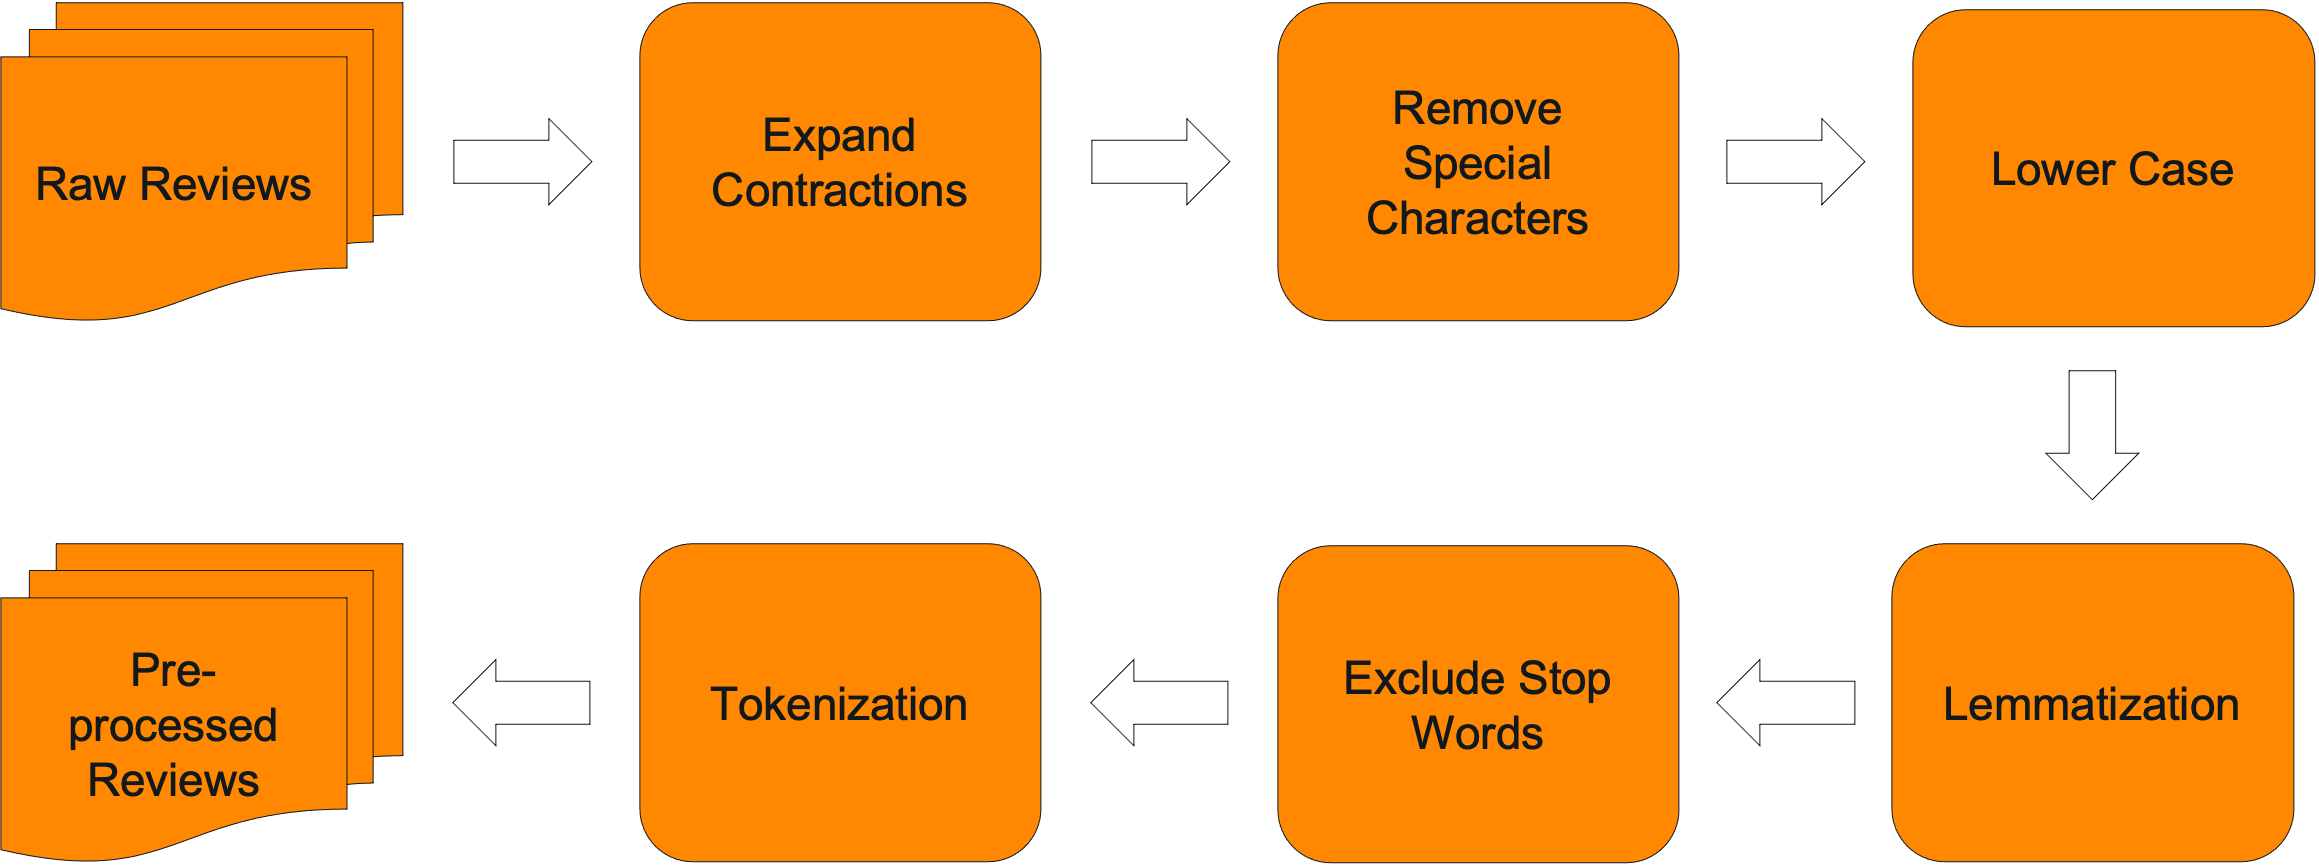 Raw Reviews
Expand
Contractions
Remove
Special
Characters
Lower Case
Lemmatization
Exclude Stop
Words
Tokenization
Pre-
processed
Reviews